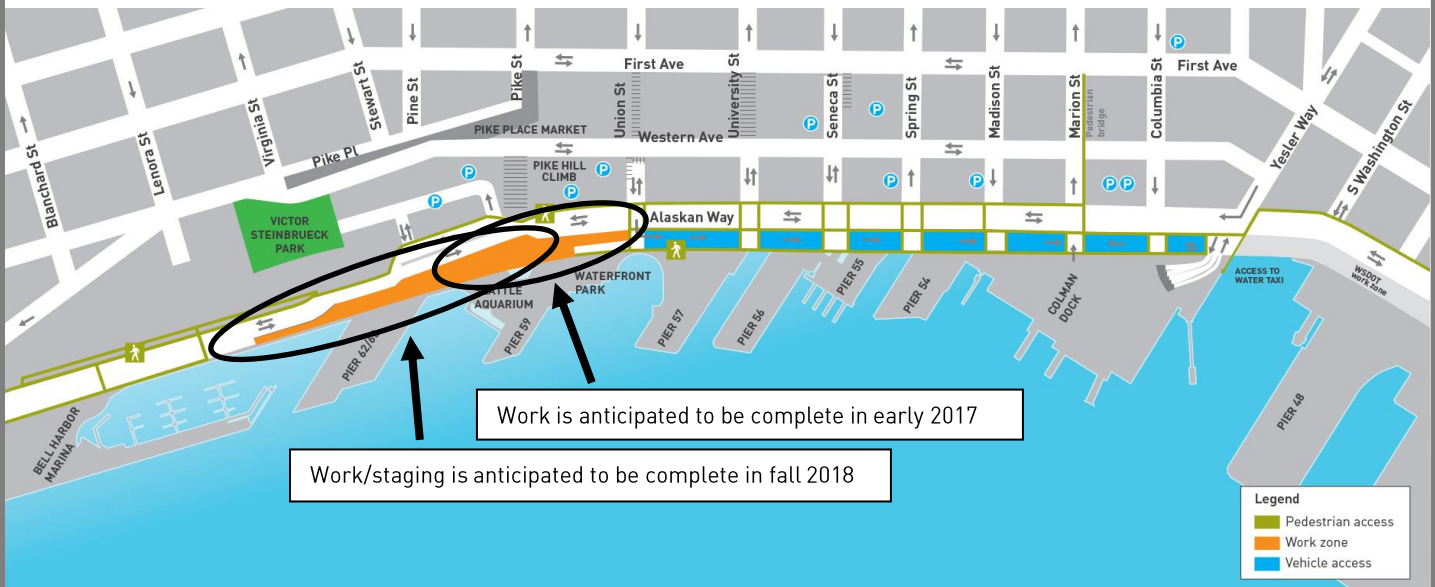 First Ave
First Ave
Blanchard St
Lenora St
Virginia St
Stewart St
Pine St
Pike St
Union St
University St
Seneca St
Spring St
Madison St
Marion St
Pedestrian
bridge
Columbia St
Yesler Way
S Washington St
P
PIKE PLACE MARKET
Western Ave
P
P
Pike Pl
PIKE HILL
CLIMB
P
P
P
P
P
P
P
P
VICTOR
STEINBRUECK
PARK
Alaskan Way
WATERFRONT
PARK
AQUARIUM
PIER 59
PIER 57
PIER 56
PIER 55
PIER 54
COLMAN
DOCK
ACCESS TO
WATER TAXI
WSDOT
work zone
PIER 62/6
BELL HARBOR
MARINA
PIER 48
Work is anticipated to be complete in early 2017
Work/staging is anticipated to be complete in fall 2018
Legend
Pedestrian access
Work zone
Vehicle access